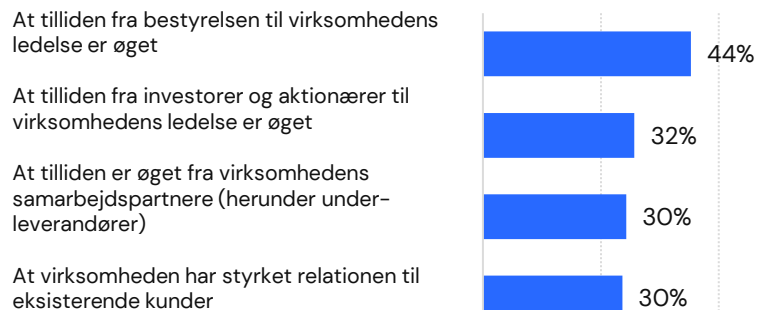 At tilliden fra bestyrelsen til virksomhedens
ledelse er øget
44%
At tilliden fra investorer og aktionærer til
virksomhedens ledelse er øget
32%
At tilliden er øget fra virksomhedens
samarbejdspartnere (herunder under-
leverandører)
30%
At virksomheden har styrket relationen til
eksisterende kunder
30%